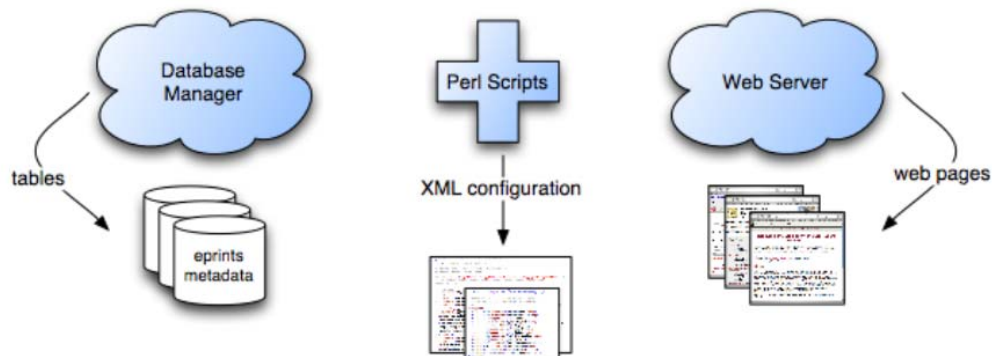 Database
Manager
Perl Scripts
Web Server
tables
XML configuration
web pages
eprints
metadata